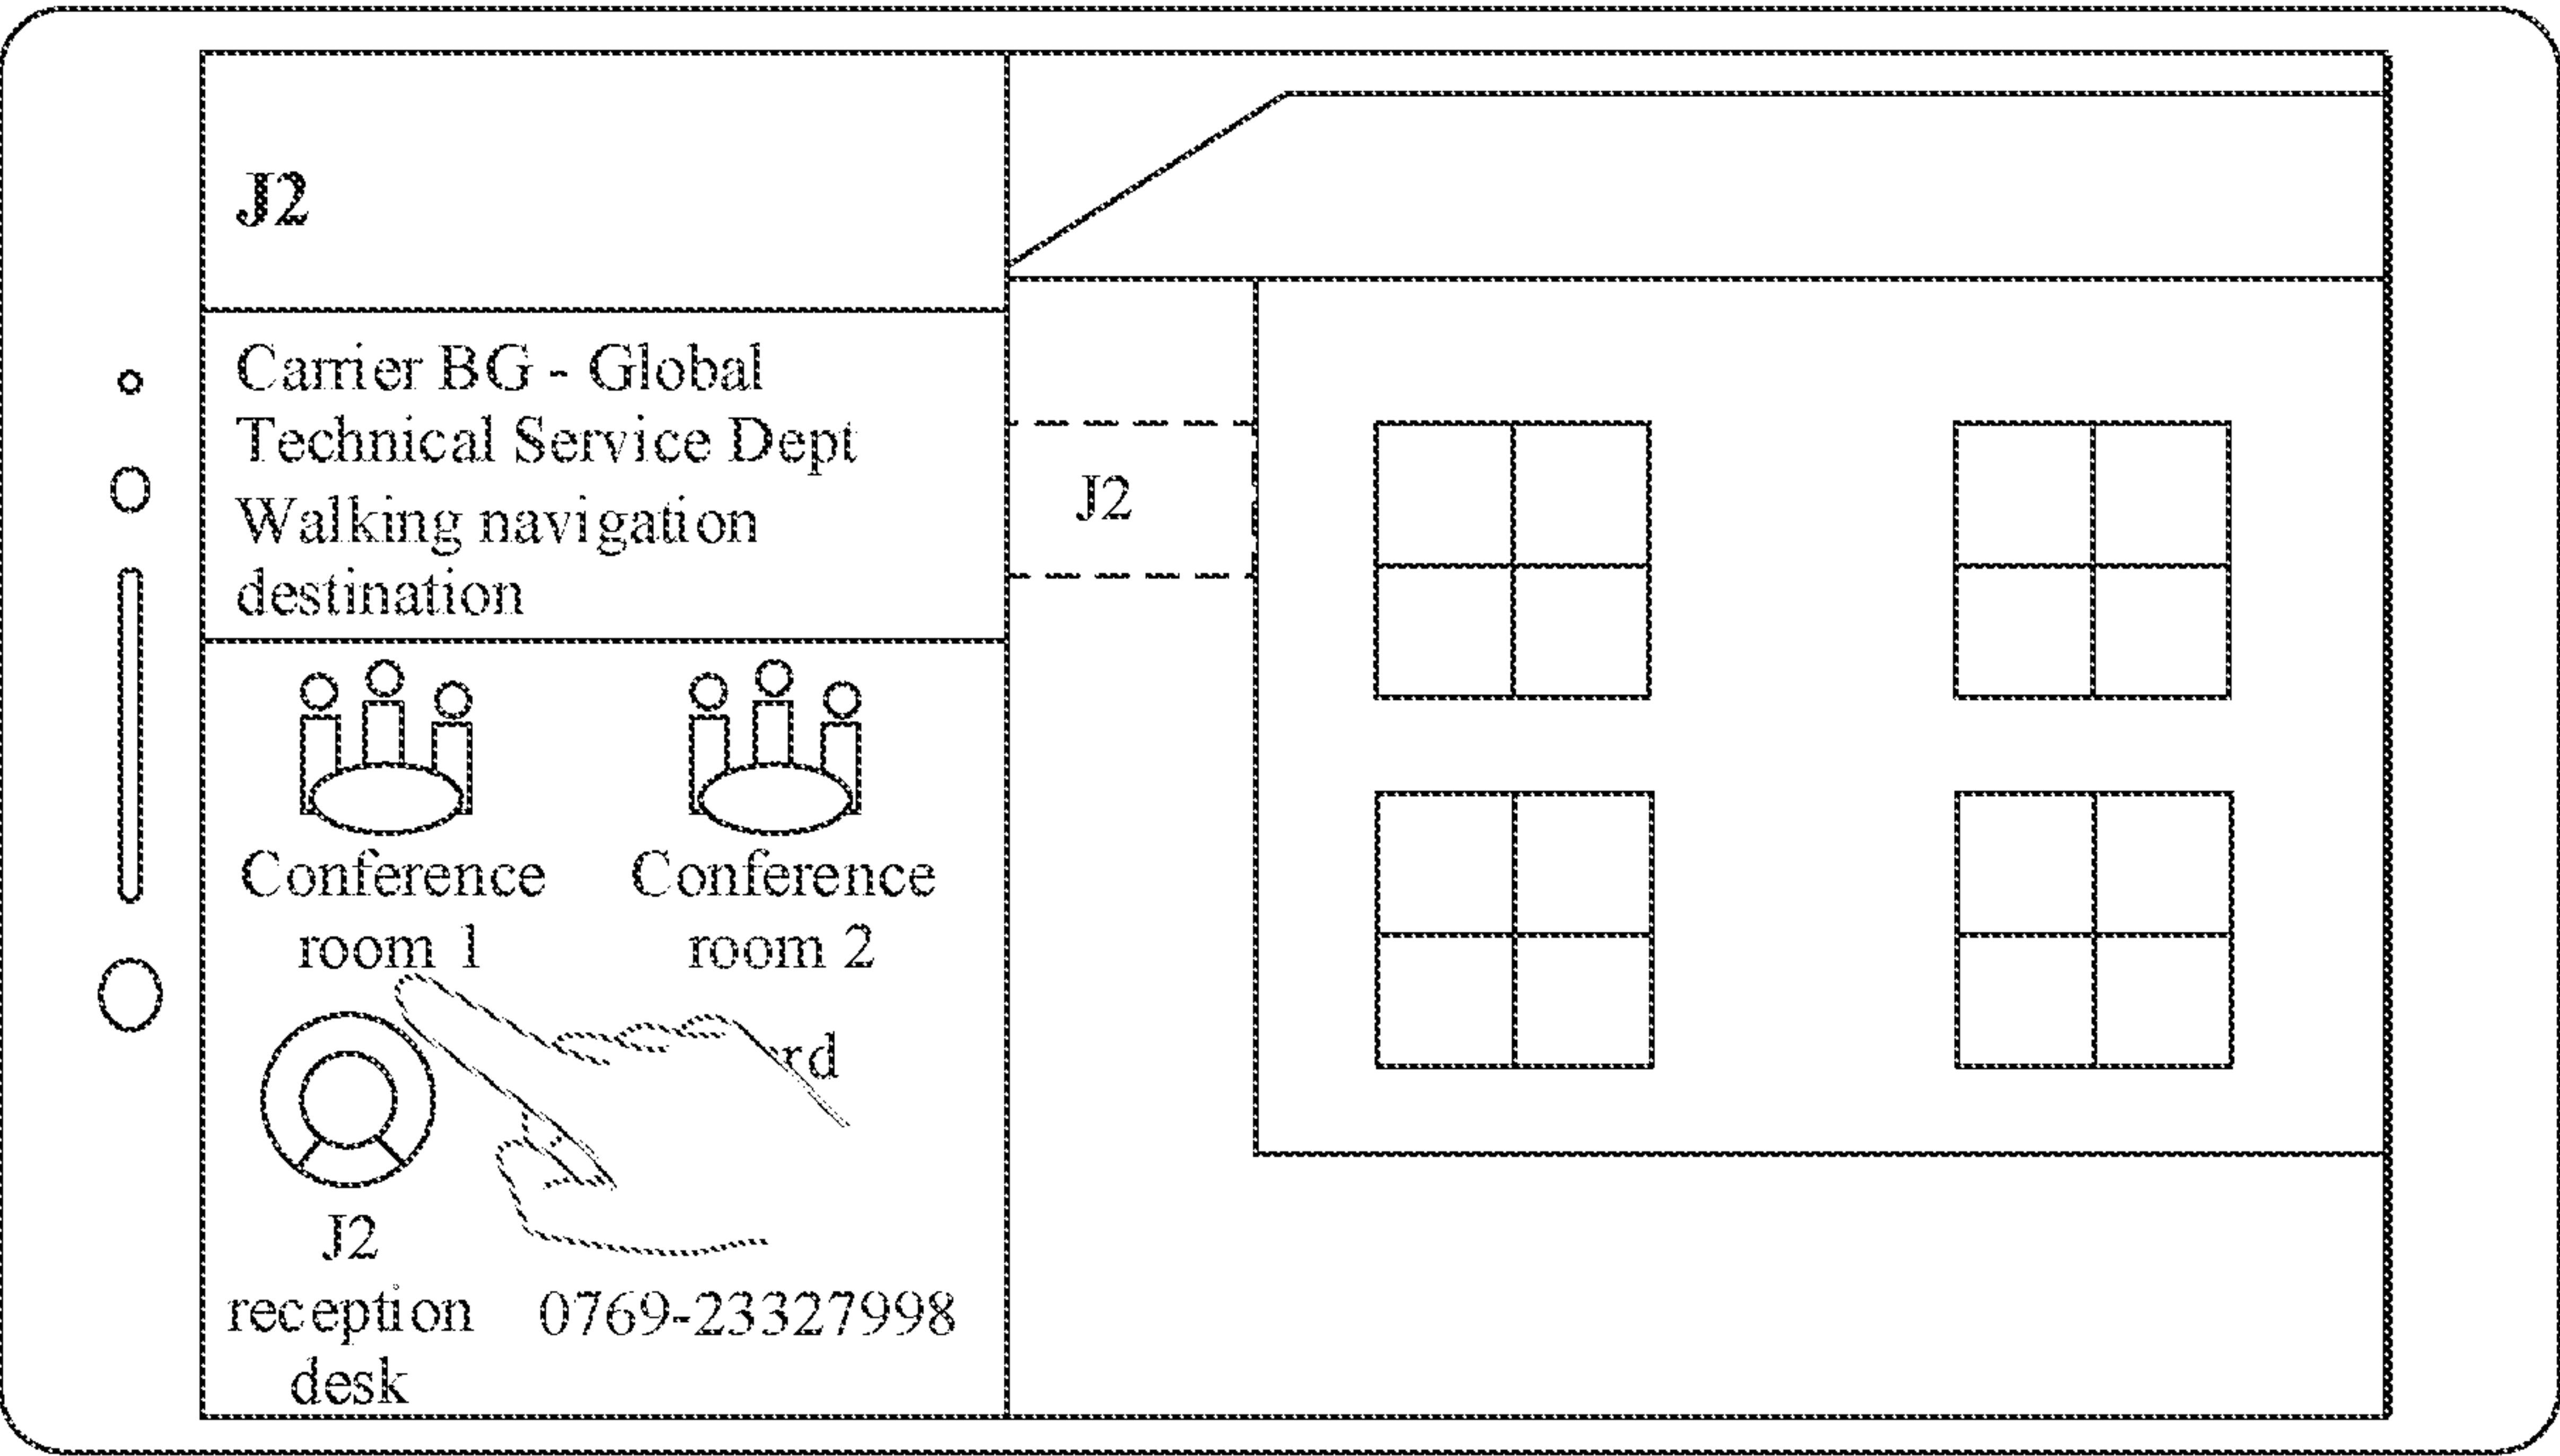 J2
Carrier BG - Global
Technical Service Dept
Walking navigation
destination
J2
Conference
room 1
Conference
room 2
J2
reception
desk
0769-23327998